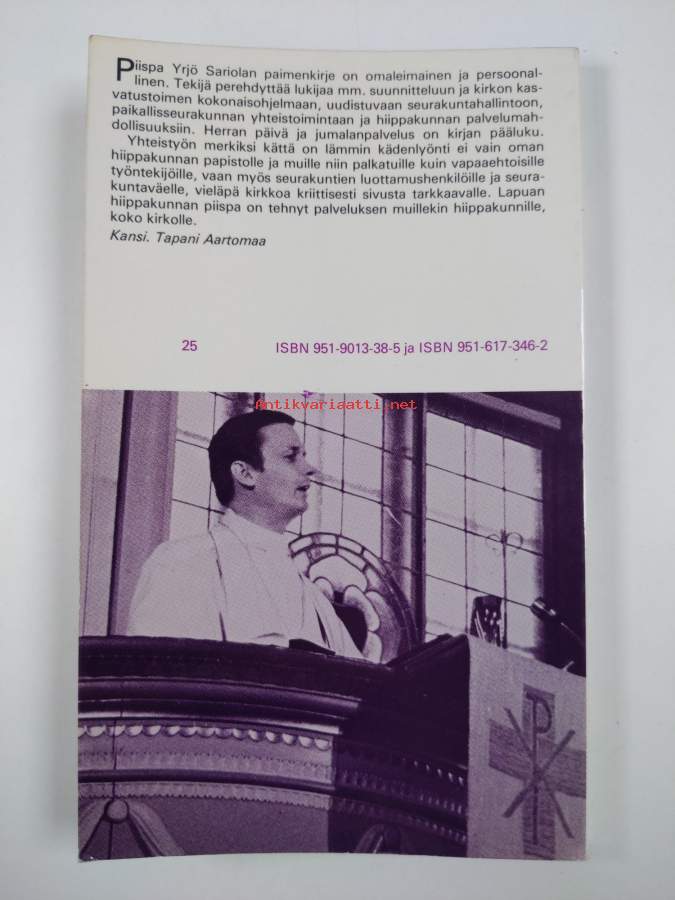 Piispa Yrjö Sariolan paimenkirje on omaleimainen ja persoonal-
linen. Tekijä perehdyttää lukijaa mm. suunnitteluun ja kirkon kas-
vatustoimen kokonaisohjelmaan, uudistuvaan seurakuntahallintoon,
paikallisseurakunnan yhteistoimintaan ja hiippakunnan palvelumah-
dollisuuksiin. Herran päivä ja jumalanpalvelus on kirjan pääluku.
Yhteistyön merkiksi kättä on lämmin kädenlyönti ei vain oman
hiippakunnan papistolle ja muille niin palkatuille kuin vapaaehtoisille
työntekijöille, vaan myös seurakuntien luottamushenkilöille ja seura-
kuntaväelle, vieläpä kirkkoa kriittisesti sivusta tarkkaavalle. Lapuan
hiippakunnan piispa on tehnyt palveluksen muillekin hiippakunnille,
koko kirkolle.
Kansi. Tapani Aartomaa
25 ISBN 951-9013-38-5 ja ISBN 951-617-346-2
Antikvariaatti.net